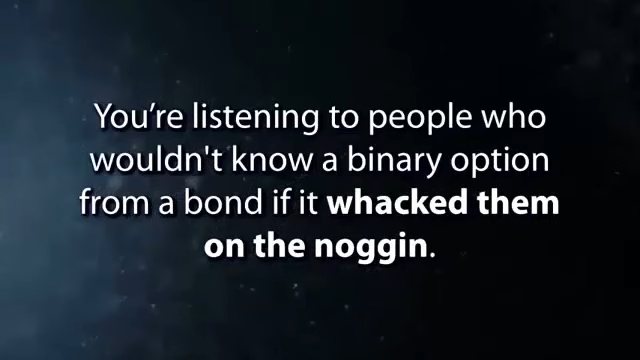 You’re listening to people who
wouldn't know a binary option
from a bond if it whacked them
on the noggin.